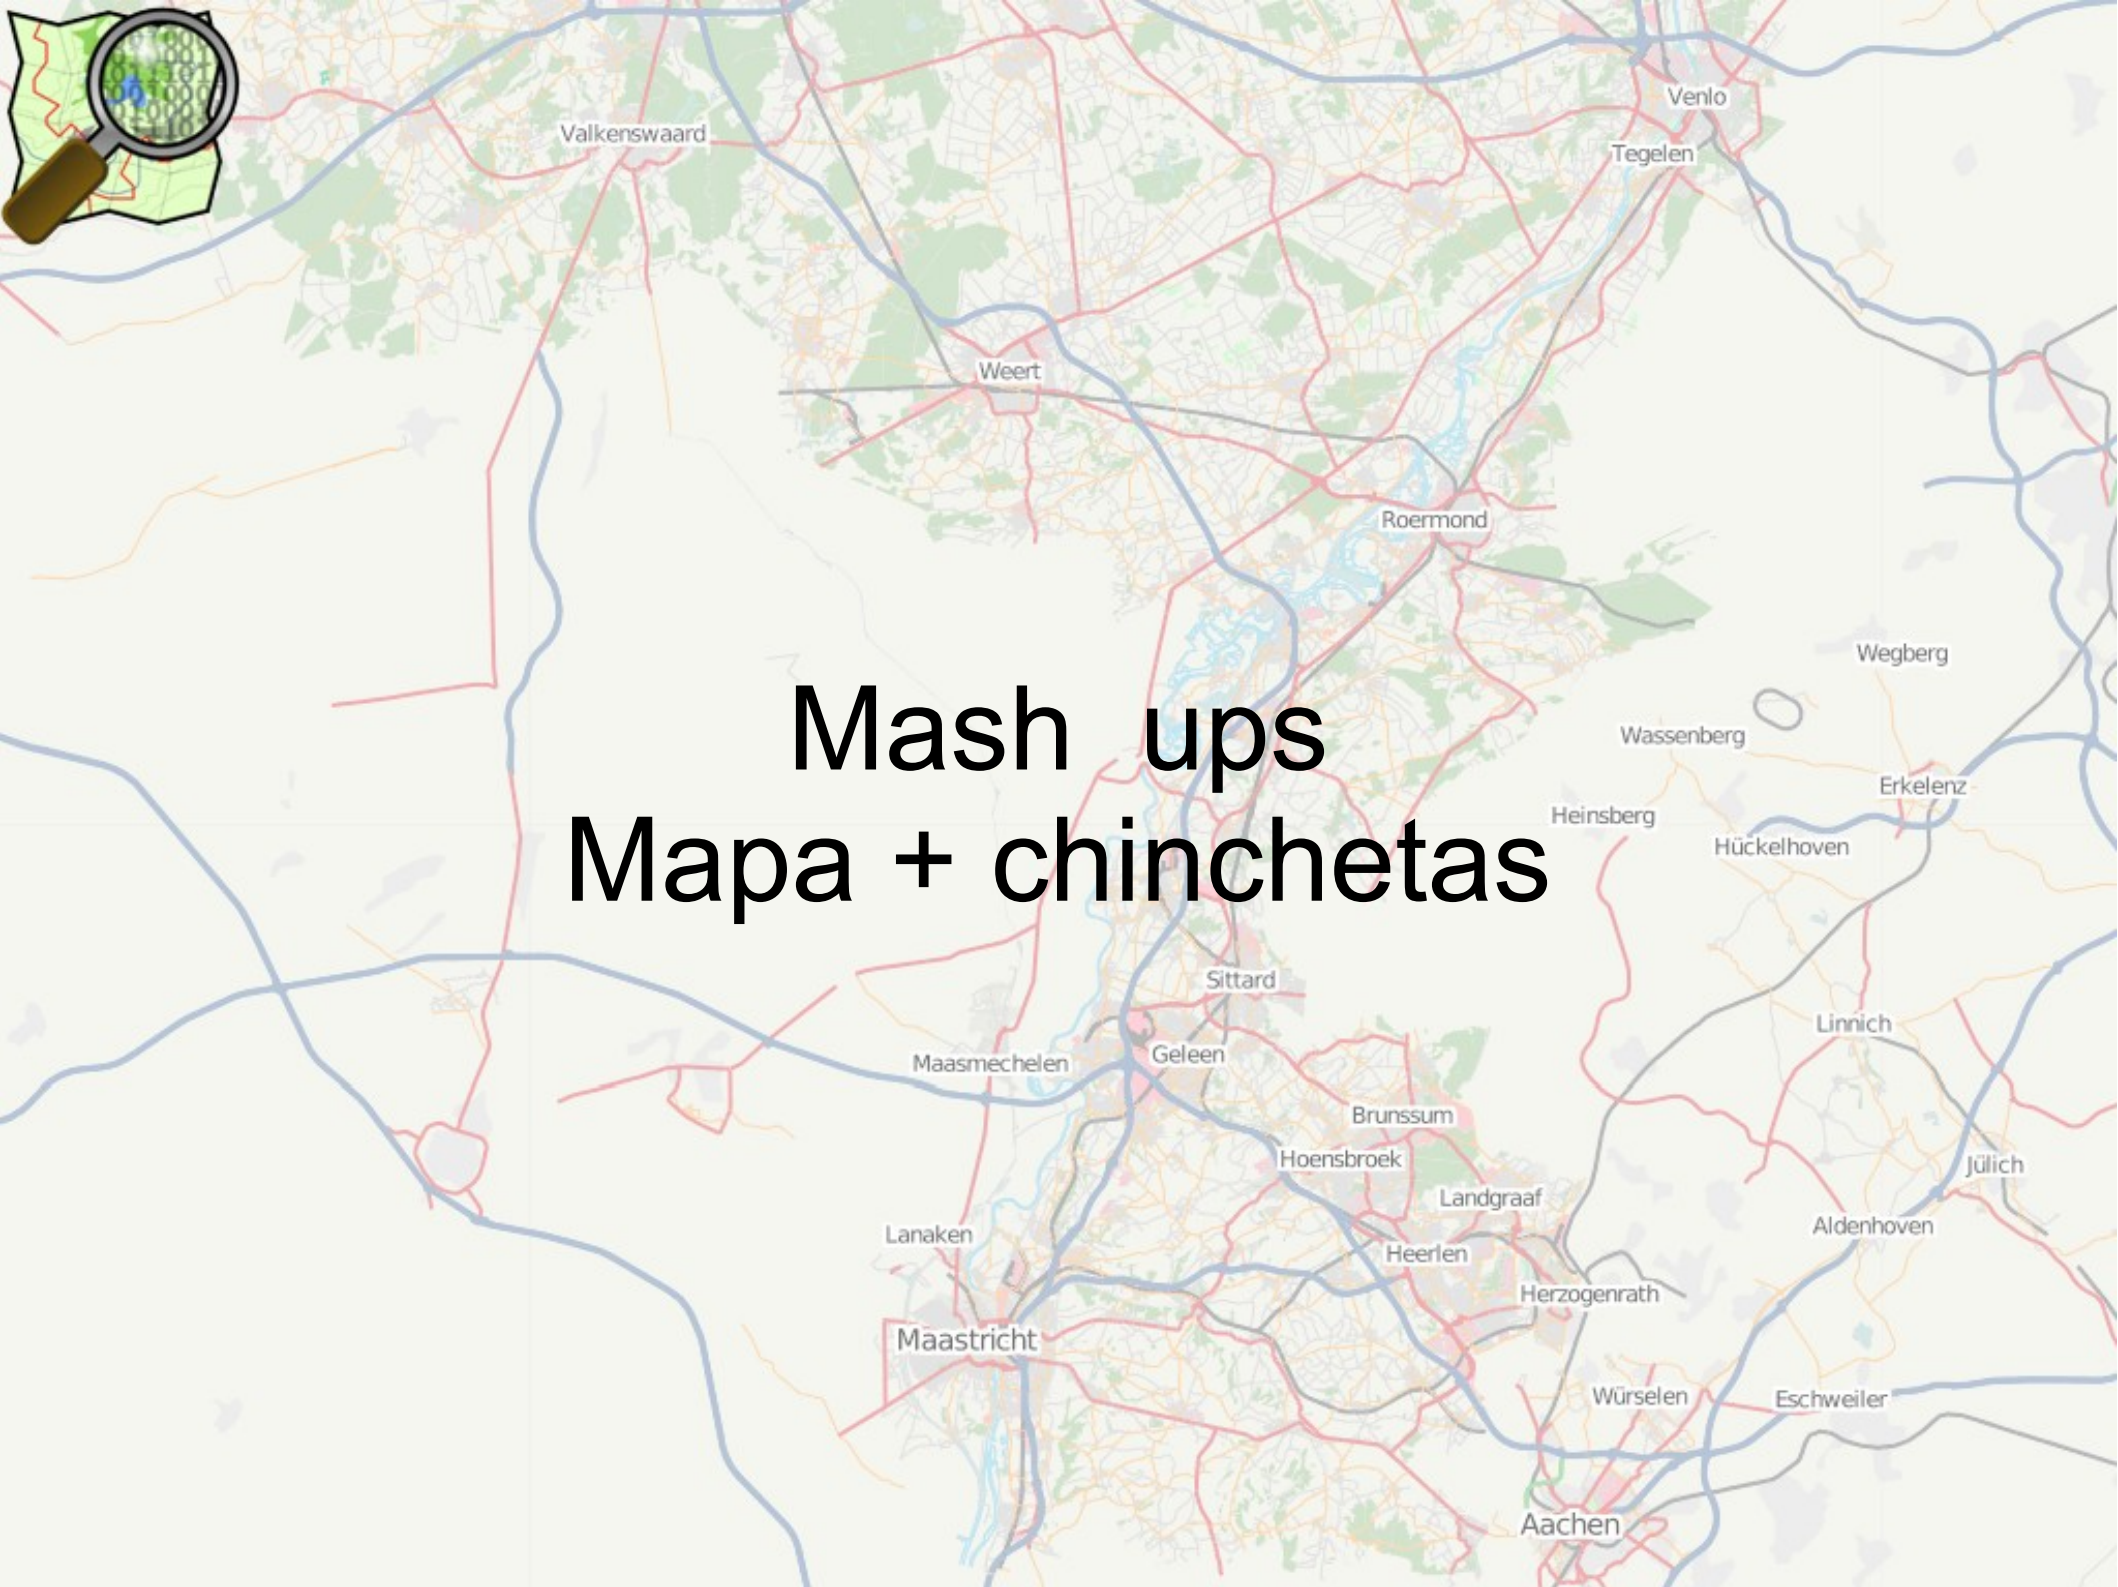 Venlo
Valkenswaard
Tegelen
Weert
Roermond
Wegberg
Mash  ups
Wassenberg
Erkelenz
Heinsberg
Hückelhoven
Mapa + chinchetas
Sittard
Linnich
Geleen
Maasmechelen
Brunssum
Hoensbroek
Jülich
Landgraaf
Aldenhoven
Lanaken
Heerlen
Herzogenrath
Maastricht
Würselen
Eschweiler
Aachen